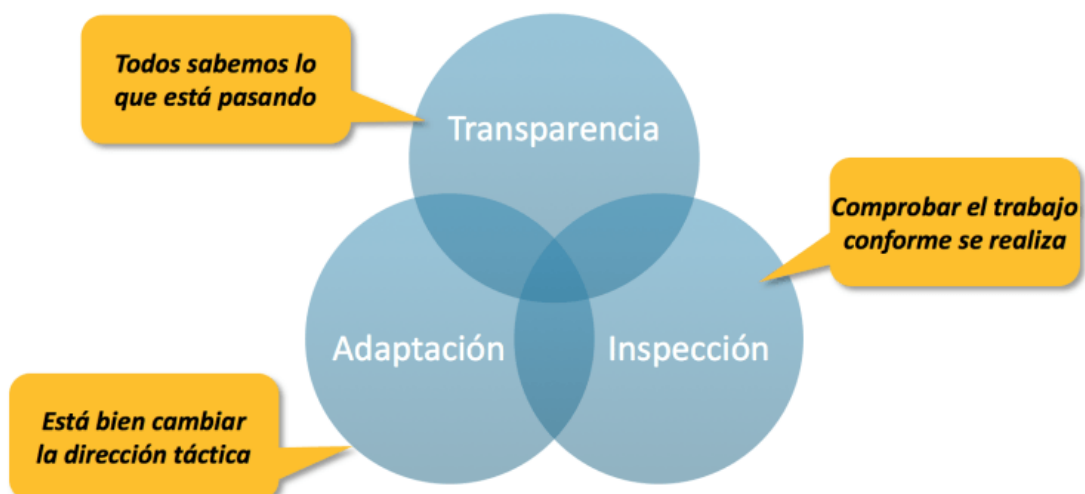 Todos sabemos lo
que está pasando
Transparencia
Comprobar el trabajo
conforme se realiza
Adaptación
Inspección
Está bien cambiar
la dirección táctica